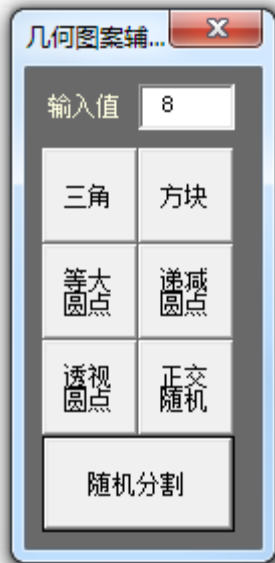 几何图案辅...
输入值 8
三角 方块
等大 递减
圆点 圆点
透视 正交
圆点 随机
随机分割